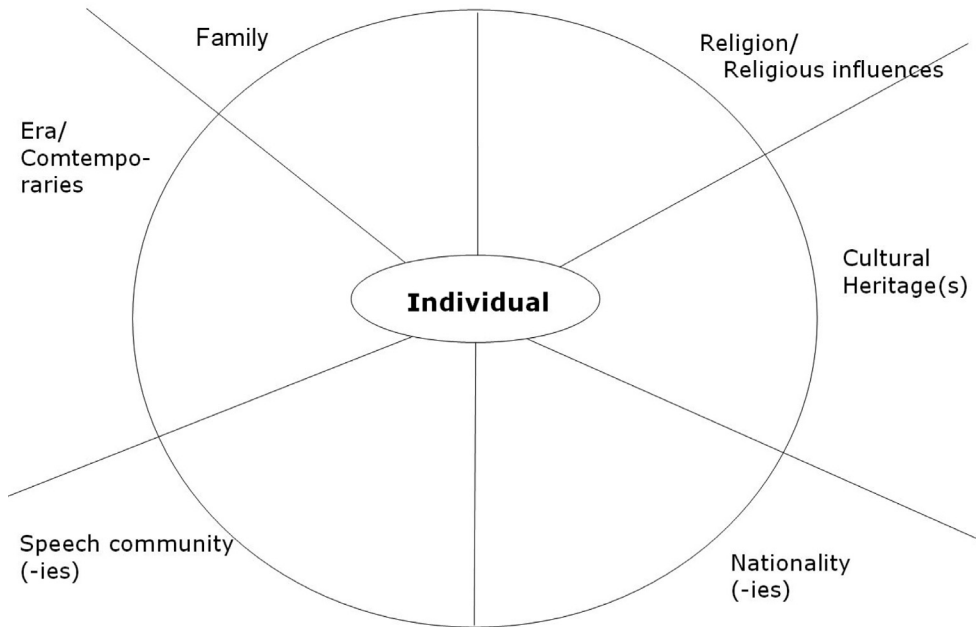 Family
Religion/
Religious influences
Era/
Comtempo-
raries
Cultural
Heritage(s)
Individual
Speech community
(-ies)
Nationality
(-ies)